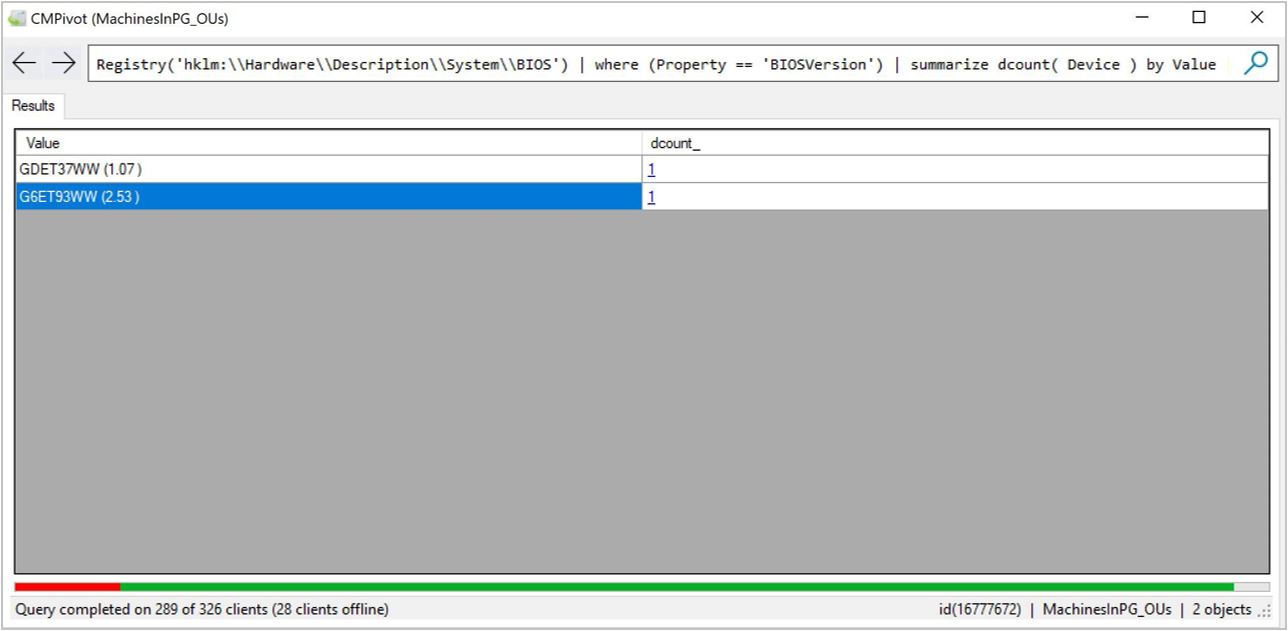 CMPivot (MachinesInPG_OUs)
Registry('hklm:\\Hardware\\Description\\System\\BIOS') | where (Property == 'BIOSVersion') | summarize dcount( Device ) by Value
Results
Value dcount_
GDET37WW (1.07 ) 1
G6ET93WW (2.53 ) 1
Query completed on 289 of 326 clients (28 clients offline) id(16777672) | MachinesInPG_OUs | 2 objects